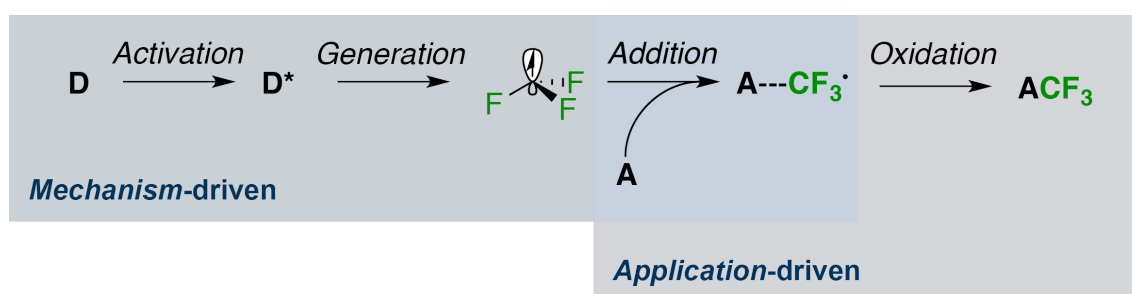 Activation Generation Addition Oxidation
D D* F F F A---CF3• ACF3
A
Mechanism-driven
Application-driven